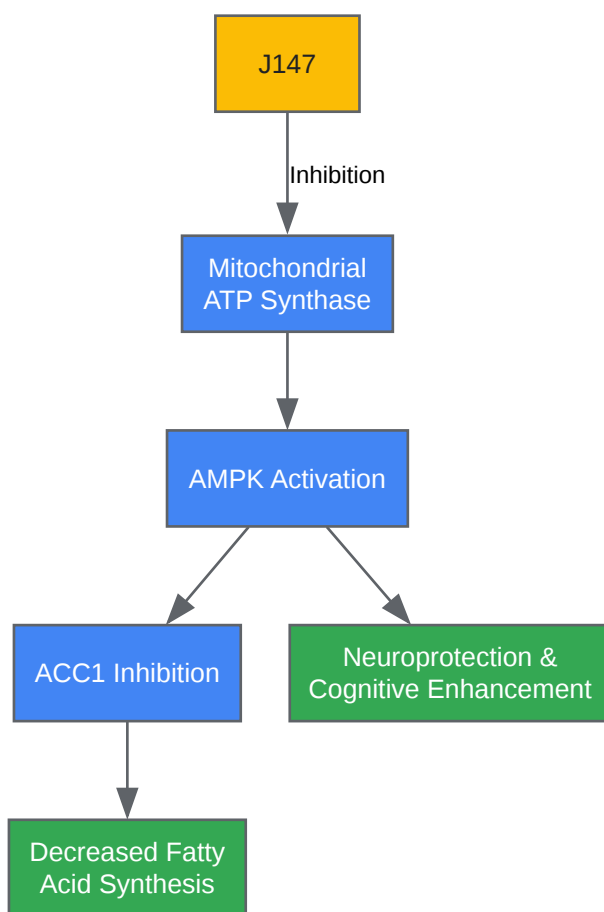 J147
Inhibition
Mitochondrial
ATP Synthase
AMPK Activation
ACC1 Inhibition
Neuroprotection &
Cognitive Enhancement
Decreased Fatty
Acid Synthesis